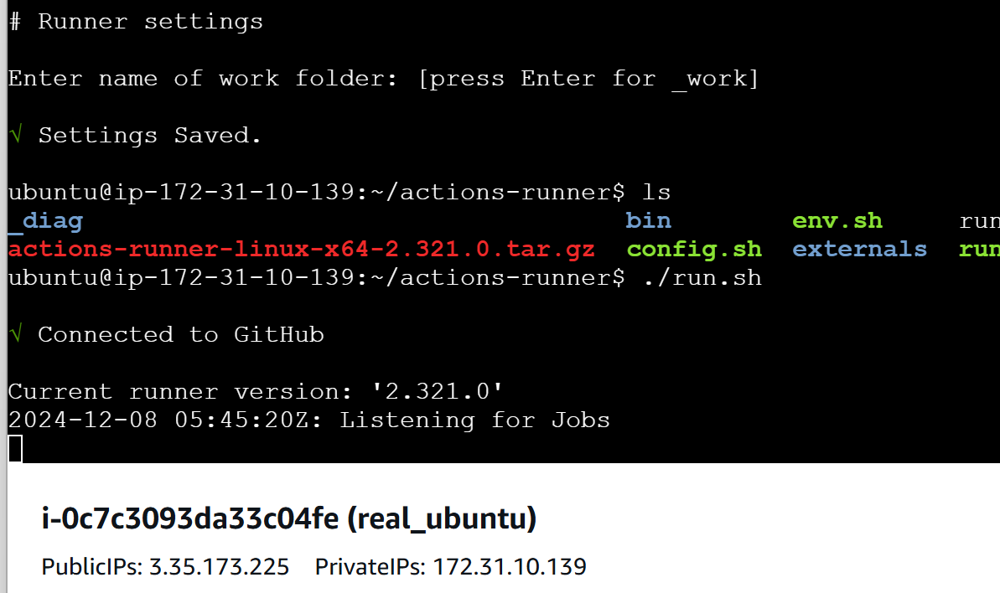 # Runner settings
Enter name of work folder: [press Enter for _work]
√ Settings Saved.
ubuntu@ip-172-31-10-139:~/actions-runner$ ls
_diag bin env.sh run
actions-runner-linux-x64-2.321.0.tar.gz config.sh externals run
ubuntu@ip-172-31-10-139:~/actions-runner$ ./run.sh
√ Connected to GitHub
Current runner version: '2.321.0'
2024-12-08 05:45:20Z: Listening for Jobs
i-0c7c3093da33c04fe (real_ubuntu)
PublicIPs: 3.35.173.225 PrivateIPs: 172.31.10.139